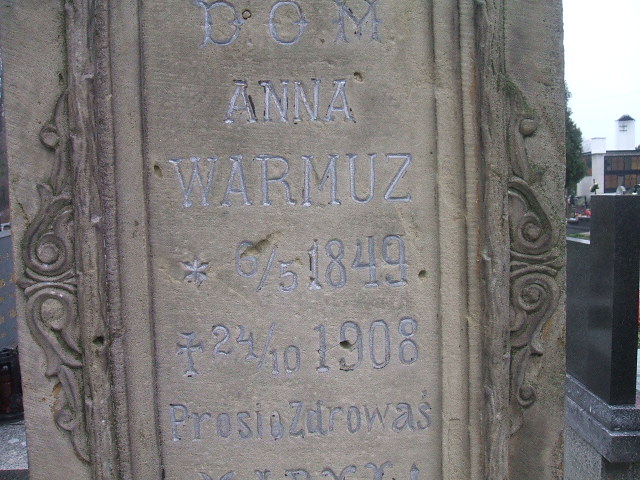 D O M
ANNA
WARMUZ
* 6/5 1849
✝ 24/10 1908
Prosi o Zdrowaś